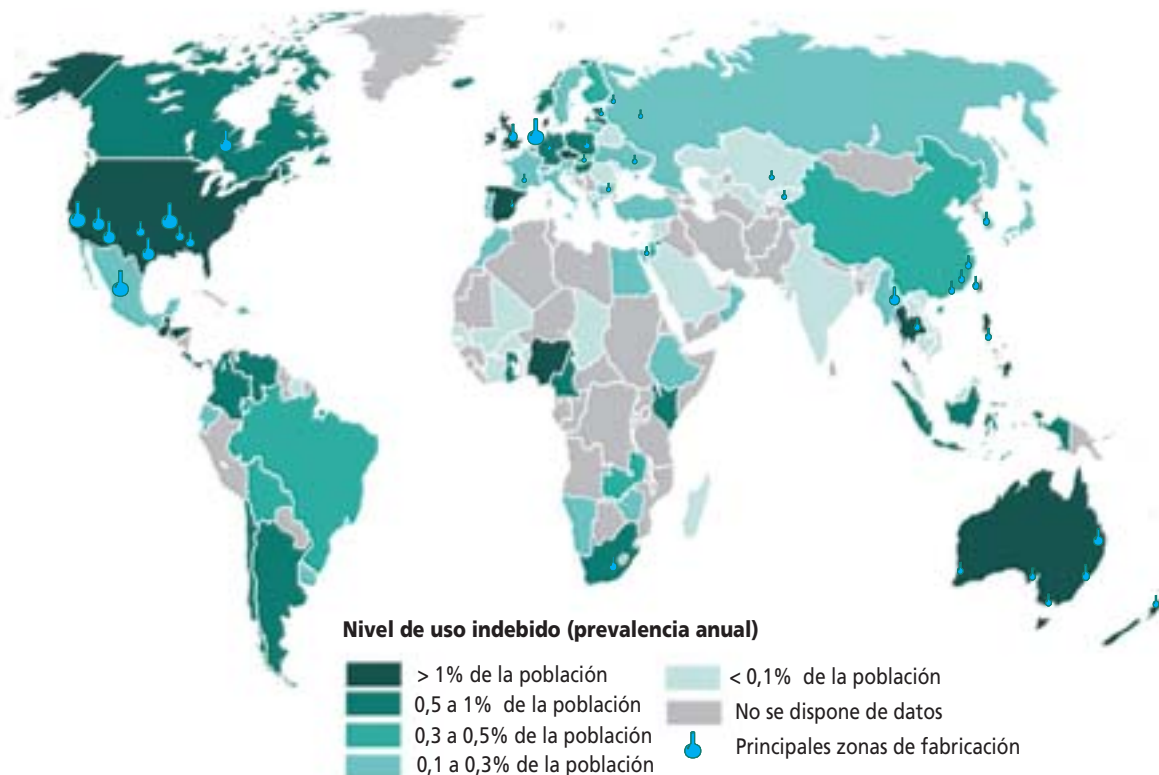 Nivel de uso indebido (prevalencia anual)
> 1% de la población
0,5 a 1% de la población
0,3 a 0,5% de la población
0,1 a 0,3% de la población
< 0,1% de la población
No se dispone de datos
Principales zonas de fabricación